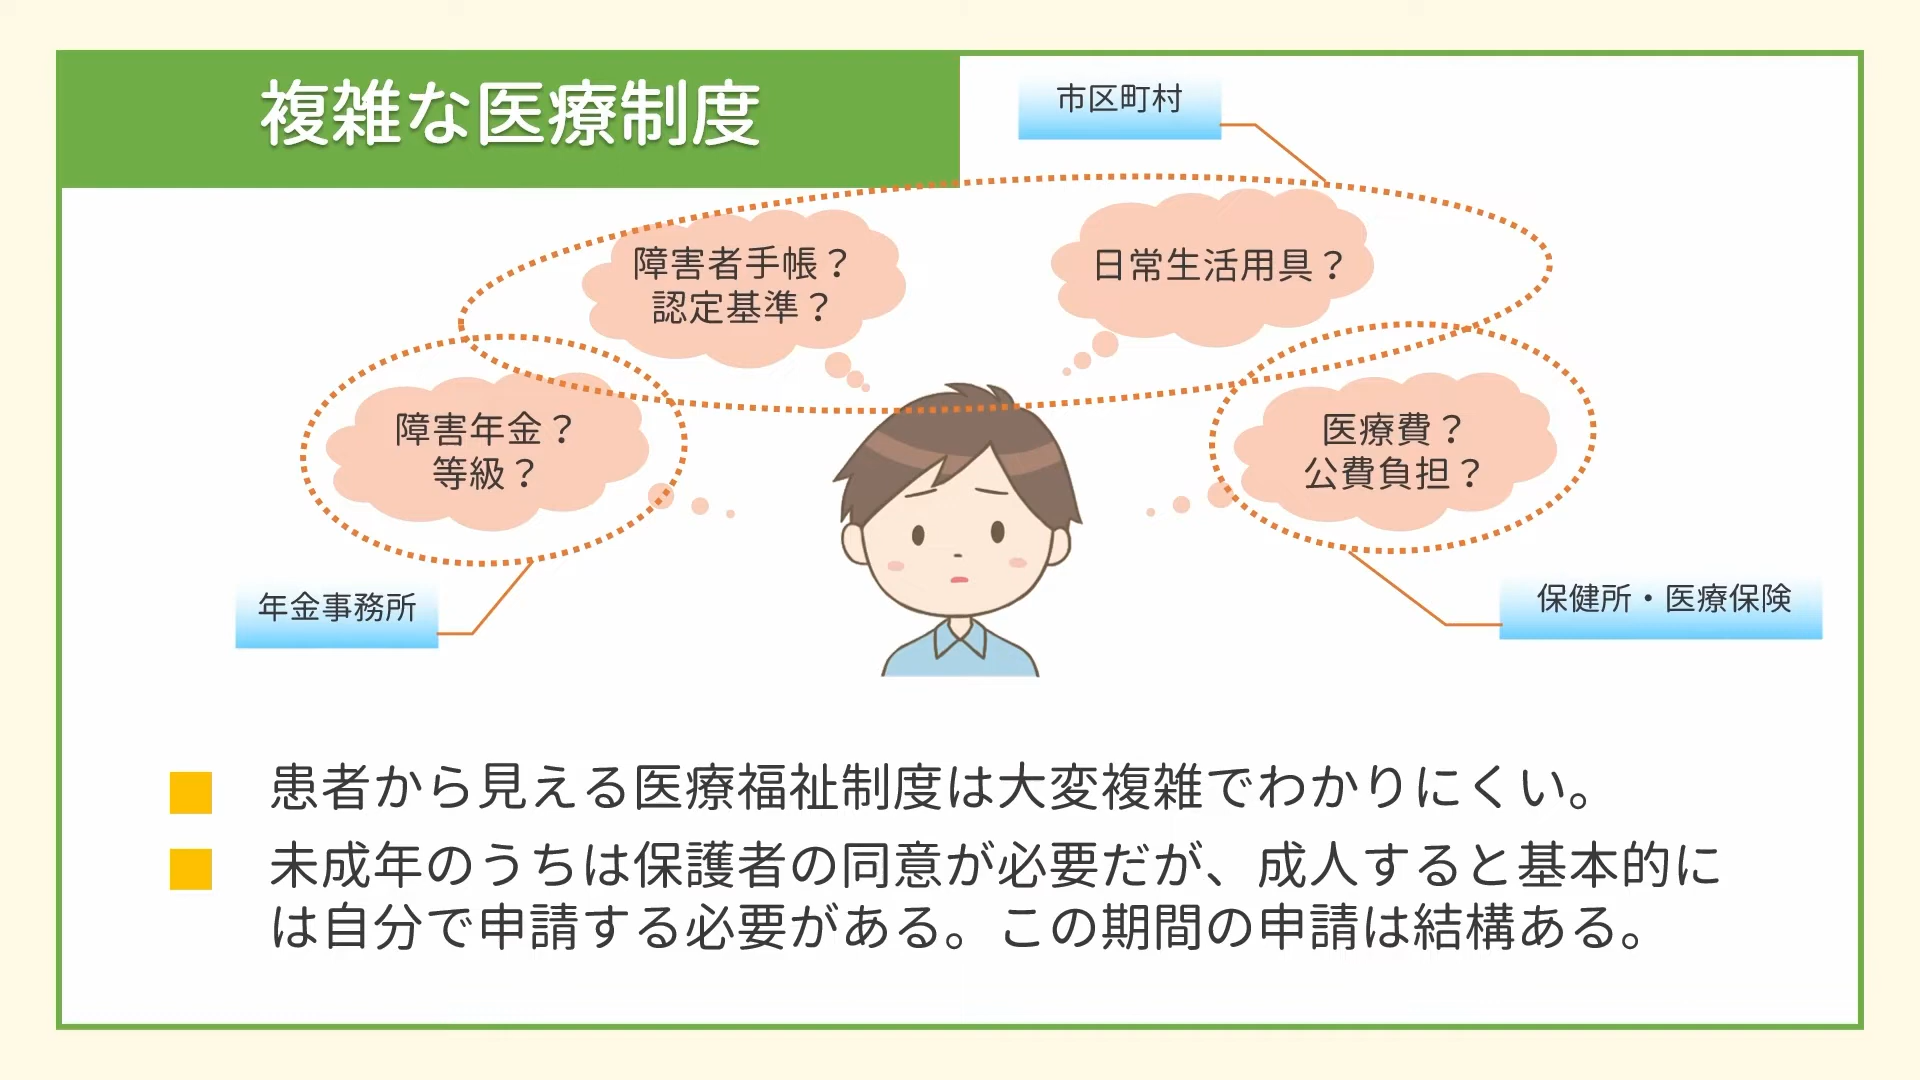 複雑な医療制度
市区町村
障害者手帳？
認定基準？
日常生活用具？
障害年金？
等級？
医療費？
公費負担？
年金事務所
保健所・医療保険
患者から見える医療福祉制度は大変複雑でわかりにくい。
未成年のうちは保護者の同意が必要だが、成人すると基本的に
は自分で申請する必要がある。この期間の申請は結構ある。